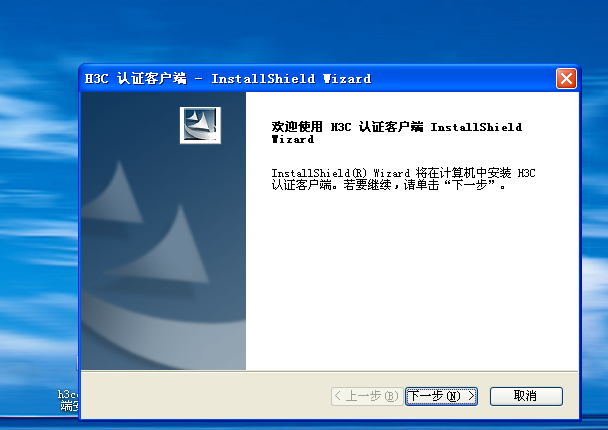 H3C 认证客户端 - InstallShield Wizard
欢迎使用 H3C 认证客户端 InstallShield
Wizard
InstallShield(R) Wizard 将在计算机中安装 H3C
认证客户端。若要继续，请单击“下一步”。
< 上一步(B) 下一步(N) > 取消
h3c
端